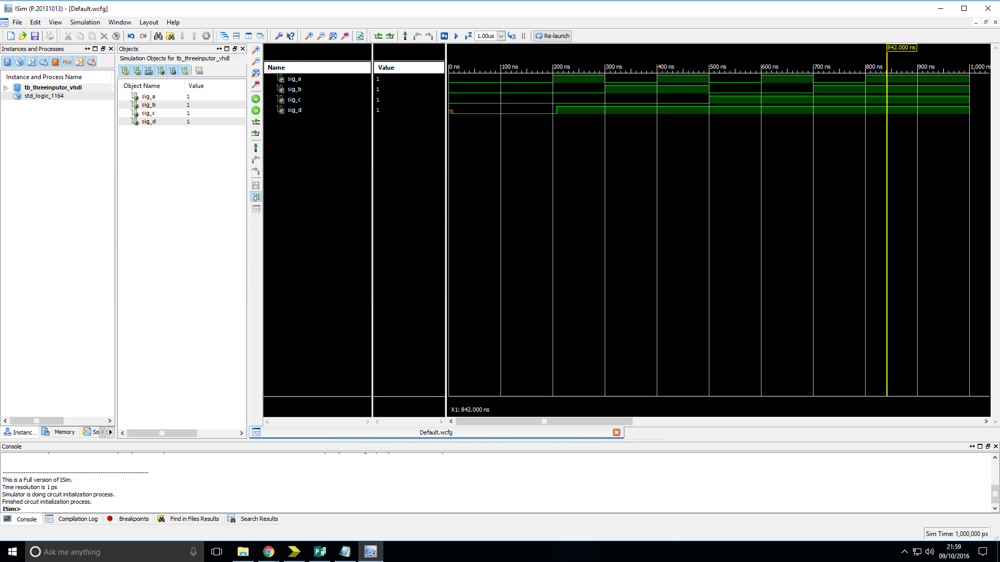 ISim (P.20131013) - [Default.wcfg]
File Edit View Simulation Window Layout Help
1.00us Re-launch
Instances and Processes
Objects
Simulation Objects for tb_threeinputor_vhdl
Instance and Process Name
tb_threeinputor_vhdl
std_logic_1164
Object Name Value
sig_a 1
sig_b 1
sig_c 1
sig_d 1
Name Value
sig_a 1
sig_b 1
sig_c 1
sig_d 1
842.000 ns
0 ns 100 ns 200 ns 300 ns 400 ns 500 ns 600 ns 700 ns 800 ns 900 ns 1,000 ns
X1: 842.000 ns
Instanc... Memory So
Default.wcfg
Console
This is a Full version of ISim.
Time resolution is 1 ps
Simulator is doing circuit initialization process.
Finished circuit initialization process.
ISim>
Console Compilation Log Breakpoints Find in Files Results Search Results
Sim Time: 1,000,000 ps
Ask me anything
21:59
09/10/2016